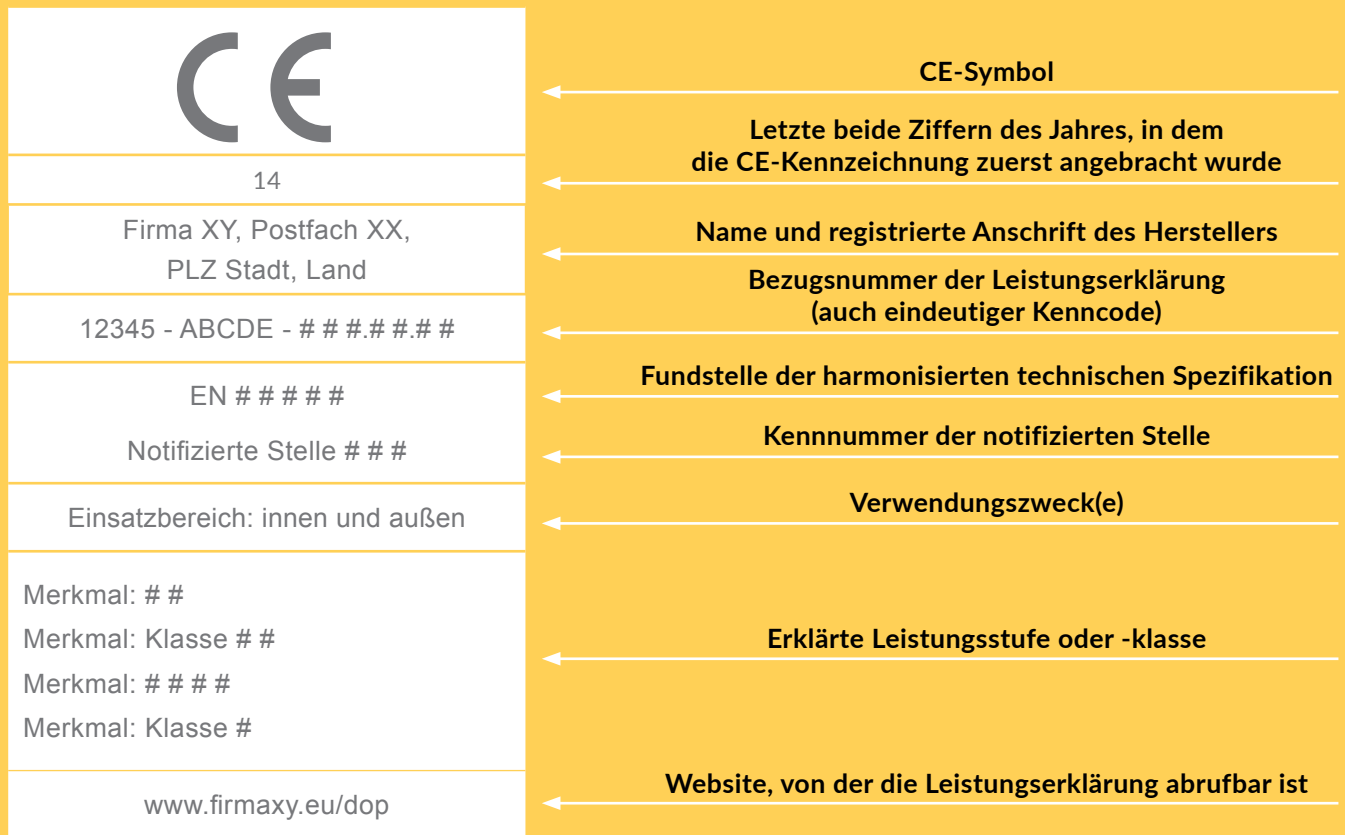 CE
CE-Symbol
14
Letzte beide Ziffern des Jahres, in dem
die CE-Kennzeichnung zuerst angebracht wurde
Firma XY, Postfach XX,
PLZ Stadt, Land
Name und registrierte Anschrift des Herstellers
12345 - ABCDE - # # #.# #.# #
Bezugsnummer der Leistungserklärung
(auch eindeutiger Kenncode)
EN # # # # #
Fundstelle der harmonisierten technischen Spezifikation
Notifizierte Stelle # # #
Kennnummer der notifizierten Stelle
Einsatzbereich: innen und außen
Verwendungszweck(e)
Merkmal: # #
Merkmal: Klasse # #
Merkmal: # # # #
Merkmal: Klasse #
Erklärte Leistungsstufe oder -klasse
www.firmaxy.eu/dop
Website, von der die Leistungserklärung abrufbar ist